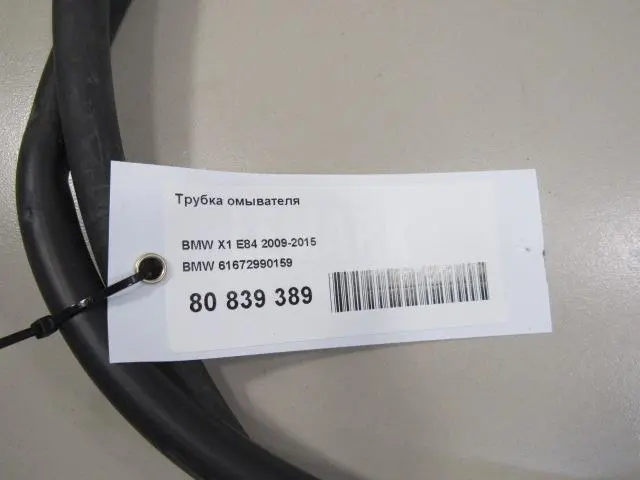 Трубка омывателя
BMW X1 E84 2009-2015
BMW 61672990159
80 839 389